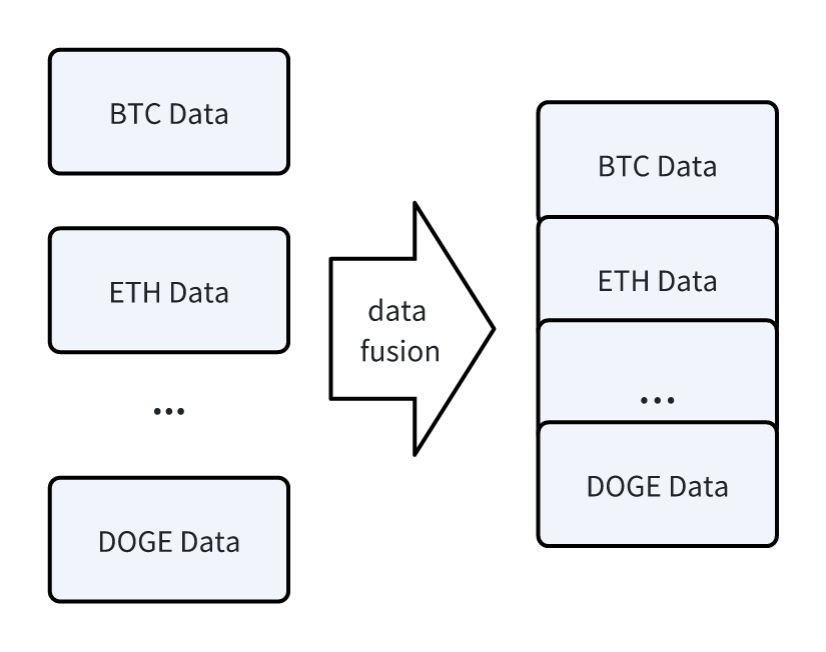 BTC Data
ETH Data
...
DOGE Data
data
fusion
BTC Data
ETH Data
...
DOGE Data